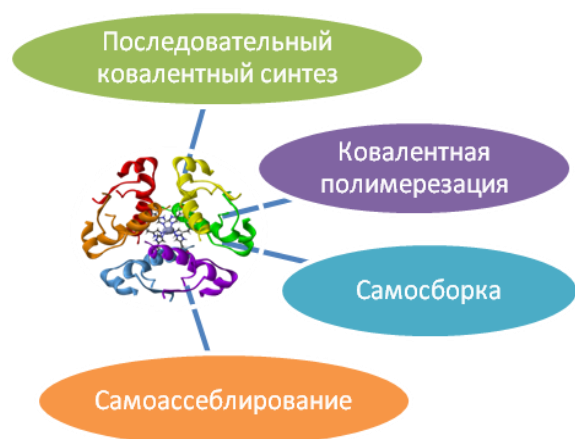 Последовательный
ковалентный синтез
Ковалентная
полимерезация
Самосборка
Самоассеблирование